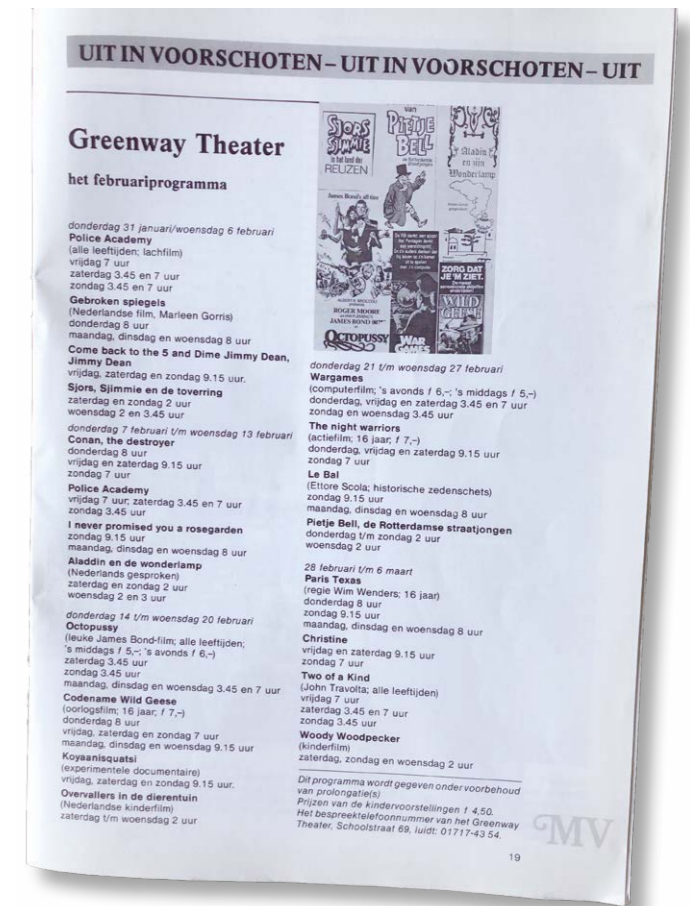 UIT IN VOORSCHOTEN – UIT IN VOORSCHOTEN – UIT
Greenway Theater
het februariprogramma
donderdag 31 januari/woensdag 6 februari
Police Academy
(alle leeftijden; lachfilm)
vrijdag 7 uur
zaterdag 3.45 en 7 uur
zondag 3.45 en 7 uur
Gebroken spiegels
(Nederlandse film, Marleen Gorris)
donderdag 8 uur
maandag, dinsdag en woensdag 8 uur
Come back to the 5 and Dime Jimmy Dean,
Jimmy Dean
vrijdag, zaterdag en zondag 9.15 uur.
Sjors, Sjimmie en de toverring
zaterdag en zondag 2 uur
woensdag 2 en 3.45 uur
donderdag 7 februari t/m woensdag 13 februari
Conan, the destroyer
donderdag 8 uur
vrijdag en zaterdag 9.15 uur
zondag 7 uur
Police Academy
vrijdag 7 uur; zaterdag 3.45 en 7 uur
zondag 3.45 uur
I never promised you a rosegarden
zondag 9.15 uur
maandag, dinsdag en woensdag 8 uur
Aladdin en de wonderlamp
(Nederlands gesproken)
zaterdag en zondag 2 uur
woensdag 2 en 3 uur
donderdag 14 t/m woensdag 20 februari
Octopussy
(leuke James Bond-film; alle leeftijden;
's middags f 5,–; 's avonds f 6,–)
zaterdag 3.45 uur
zondag 3.45 uur
maandag, dinsdag en woensdag 3.45 en 7 uur
Codename Wild Geese
(oorlogsfilm; 16 jaar; f 7,–)
donderdag 8 uur
vrijdag, zaterdag en zondag 7 uur
maandag, dinsdag en woensdag 9.15 uur
Koyaanisquatsi
(experimentele documentaire)
vrijdag, zaterdag en zondag 9.15 uur.
Overvallers in de dierentuin
(Nederlandse kinderfilm)
zaterdag t/m woensdag 2 uur
SJORS
SJIMMIE
in het land der
REUZEN
van
PIETJE
BELL
Aladin
en zijn
Wonderlamp
James Bond's all time
ROGER MOORE
JAMES BOND 007
OCTOPUSSY
WAR
GAMES
ZORG DAT
JE 'M ZIET.
WILD
GEESE
donderdag 21 t/m woensdag 27 februari
Wargames
(computerfilm; 's avonds f 6,–; 's middags f 5,–)
donderdag, vrijdag en zaterdag 3.45 en 7 uur
zondag en woensdag 3.45
The night warriors
(actiefilm; 16 jaar; f 7,–)
donderdag, vrijdag en zaterdag 9.15 uur
zondag 7 uur
Le Bal
(Ettore Scola; historische zedenschets)
zondag 9.15 uur
maandag, dinsdag en woensdag 8 uur
Pietje Bell, de Rotterdamse straatjongen
donderdag t/m zondag 2 uur
woensdag 2 uur
28 februari t/m 6 maart
Paris Texas
(regie Wim Wenders; 16 jaar)
donderdag 8 uur
zondag 9.15 uur
maandag, dinsdag en woensdag 8 uur
Christine
vrijdag en zaterdag 9.15 uur
zondag 7 uur
Two of a Kind
(John Travolta; alle leeftijden)
vrijdag 7 uur
zaterdag 3.45 en 7 uur
zondag 3.45 uur
Woody Woodpecker
(kinderfilm)
zaterdag, zondag en woensdag 2 uur
Dit programma wordt gegeven onder voorbehoud
van prolongatie(s)
Prijzen van de kindervoorstellingen f 4,50.
Het bespreektelefoonnummer van het Greenway
Theater, Schoolstraat 69, luidt: 01717-43 54.
MV
19